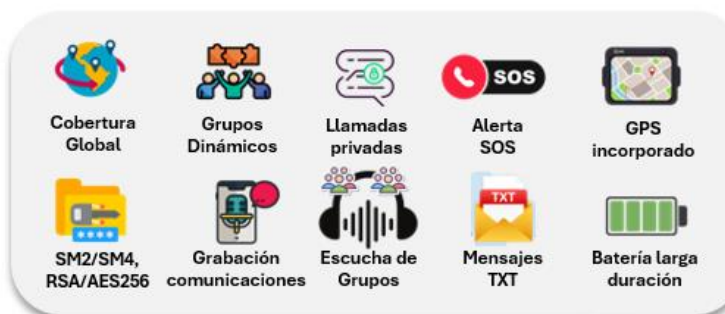 SOS
Cobertura
Global
Grupos
Dinámicos
Llamadas
privadas
Alerta
SOS
GPS
incorporado
TXT
****
SM2/SM4,
RSA/AES256
Grabación
comunicaciones
Escucha de
Grupos
Mensajes
TXT
Batería larga
duración